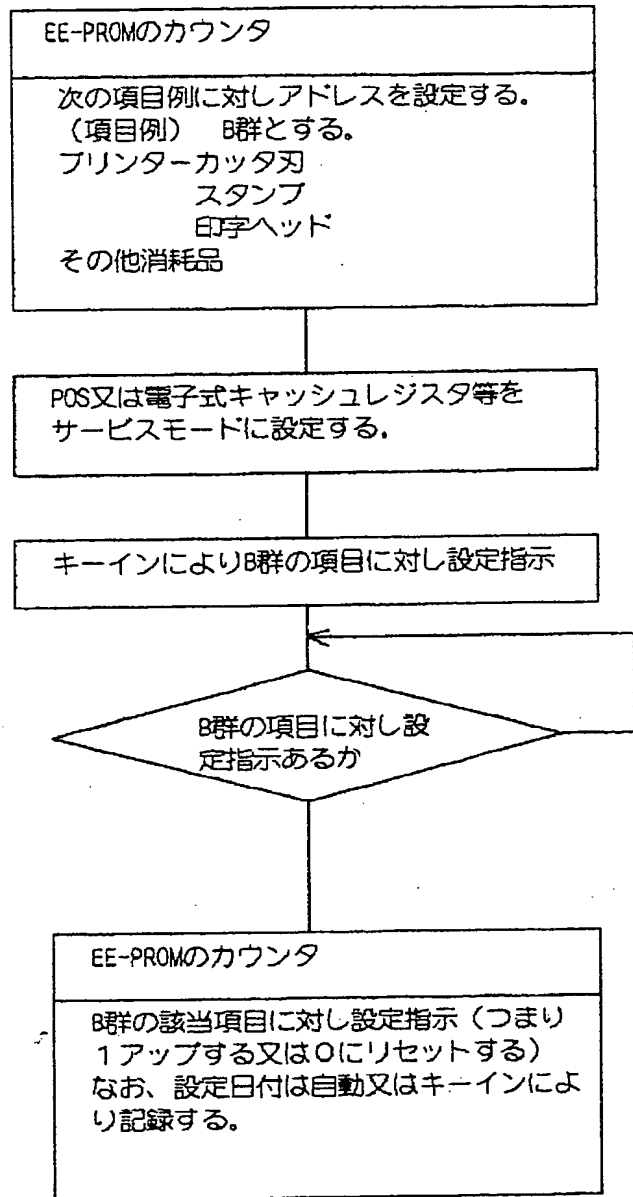 EE-PROMのカウンタ
次の項目例に対しアドレスを設定する。
（項目例）　B群とする。
プリンターカッタ刃
スタンプ
印字ヘッド
その他消耗品
POS又は電子式キャッシュレジスタ等を
サービスモードに設定する。
キーインによりB群の項目に対し設定指示
B群の項目に対し設
定指示あるか
EE-PROMのカウンタ
B群の該当項目に対し設定指示（つまり
1アップする又は0にリセットする）
なお、設定日付は自動又はキーインによ
り記録する。